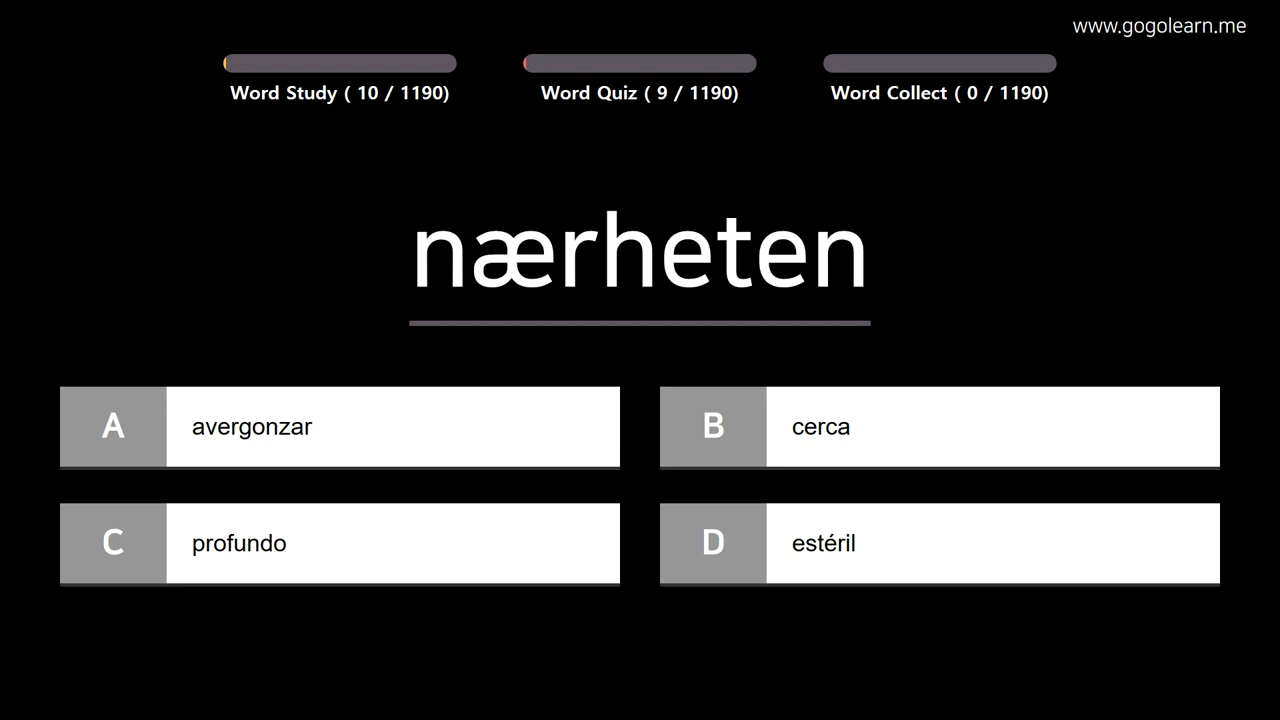 www.gogolearn.me
Word Study ( 10 / 1190)
Word Quiz ( 9 / 1190)
Word Collect ( 0 / 1190)
nærheten
A avergonzar
B cerca
C profundo
D estéril